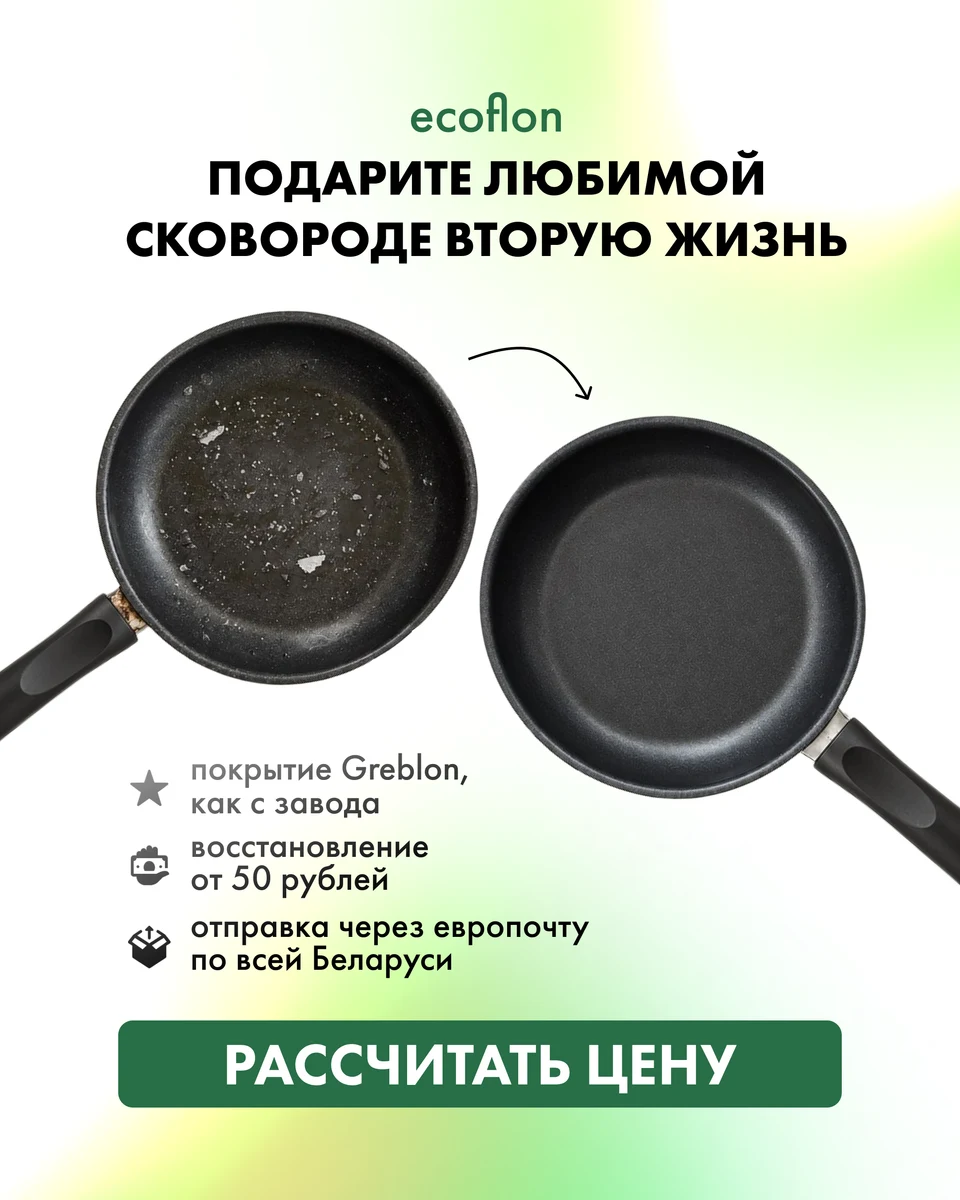 ecoflon
ПОДАРИТЕ ЛЮБИМОЙ
СКОВОРОДЕ ВТОРУЮ ЖИЗНЬ
покрытие Greblon,
как с завода
восстановление
от 50 рублей
отправка через европочту
по всей Беларуси
РАССЧИТАТЬ ЦЕНУ